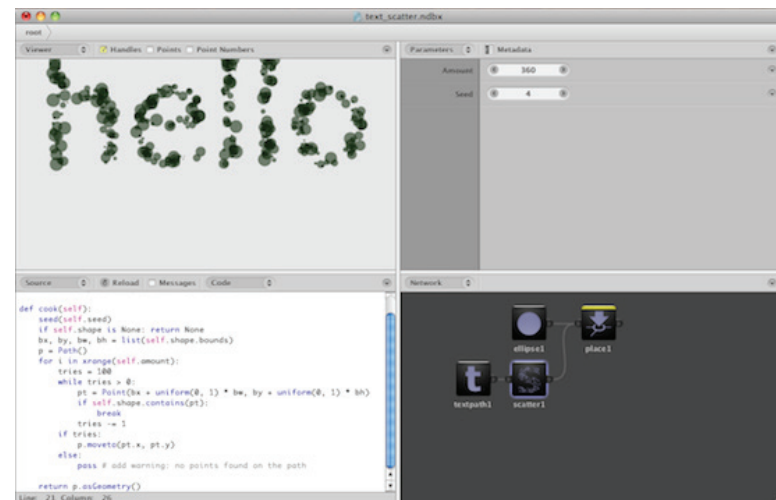 text_scatter.ndbx
root
Viewer Handles Points Point Numbers
hello
Parameters Metadata
Amount 360
Seed 4
Source Reload Messages Code
def cook(self):
seed(self.seed)
if self.shape is None: return None
bx, by, bw, bh = list(self.shape.bounds)
p = Path()
for i in xrange(self.amount):
tries = 100
while tries > 0:
pt = Point(bx + uniform(0, 1) * bw, by + uniform(0, 1) * bh)
if self.shape.contains(pt):
break
tries -= 1
if tries:
p.moveto(pt.x, pt.y)
else:
pass # add warning: no points found on the path
return p.asGeometry()
Line: 23 Column: 26
Network
ellipse1 place1
t
textpath1 scatter1